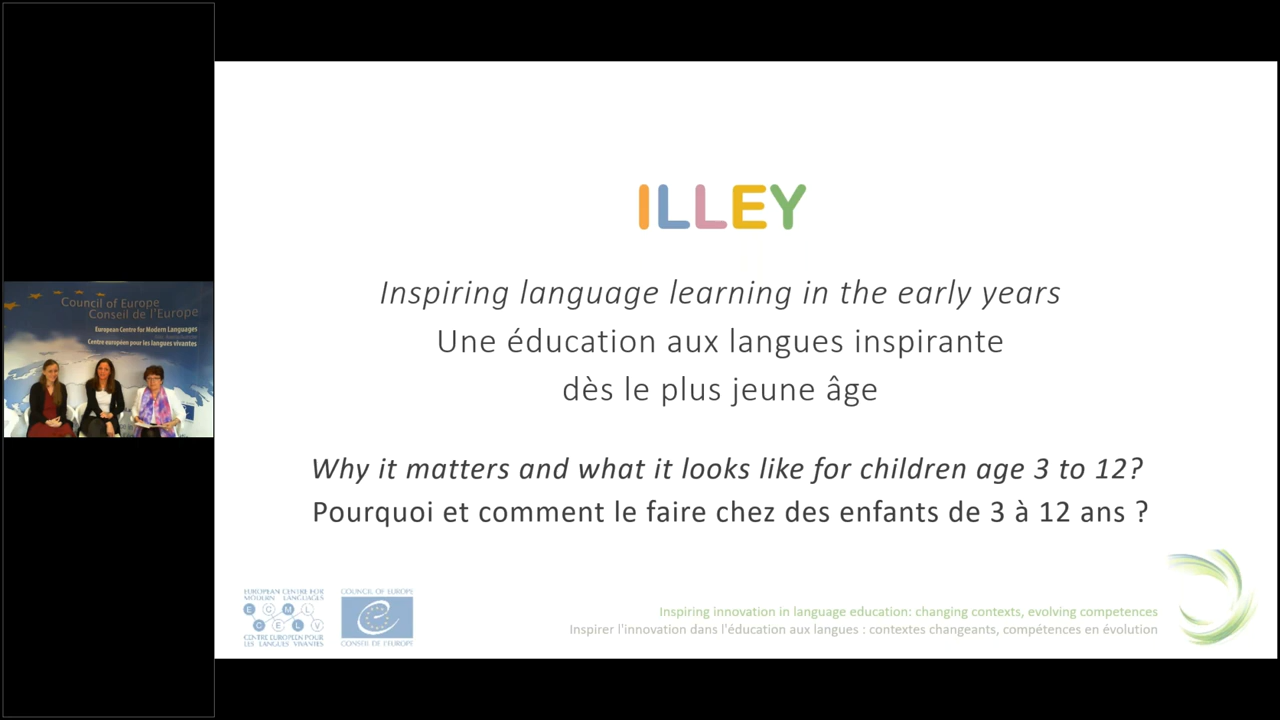 Council of Europe
Conseil de l'Europe
European Centre for Modern Languages
Centre européen pour les langues vivantes
ILLEY
Inspiring language learning in the early years
Une éducation aux langues inspirante
dès le plus jeune âge
Why it matters and what it looks like for children age 3 to 12?
Pourquoi et comment le faire chez des enfants de 3 à 12 ans ?
EUROPEAN CENTRE FOR
MODERN LANGUAGES
E C M L
C E L V
CENTRE EUROPEEN POUR
LES LANGUES VIVANTES
COUNCIL OF EUROPE
CONSEIL DE L'EUROPE
Inspiring innovation in language education: changing contexts, evolving competences
Inspirer l'innovation dans l'éducation aux langues : contextes changeants, compétences en évolution